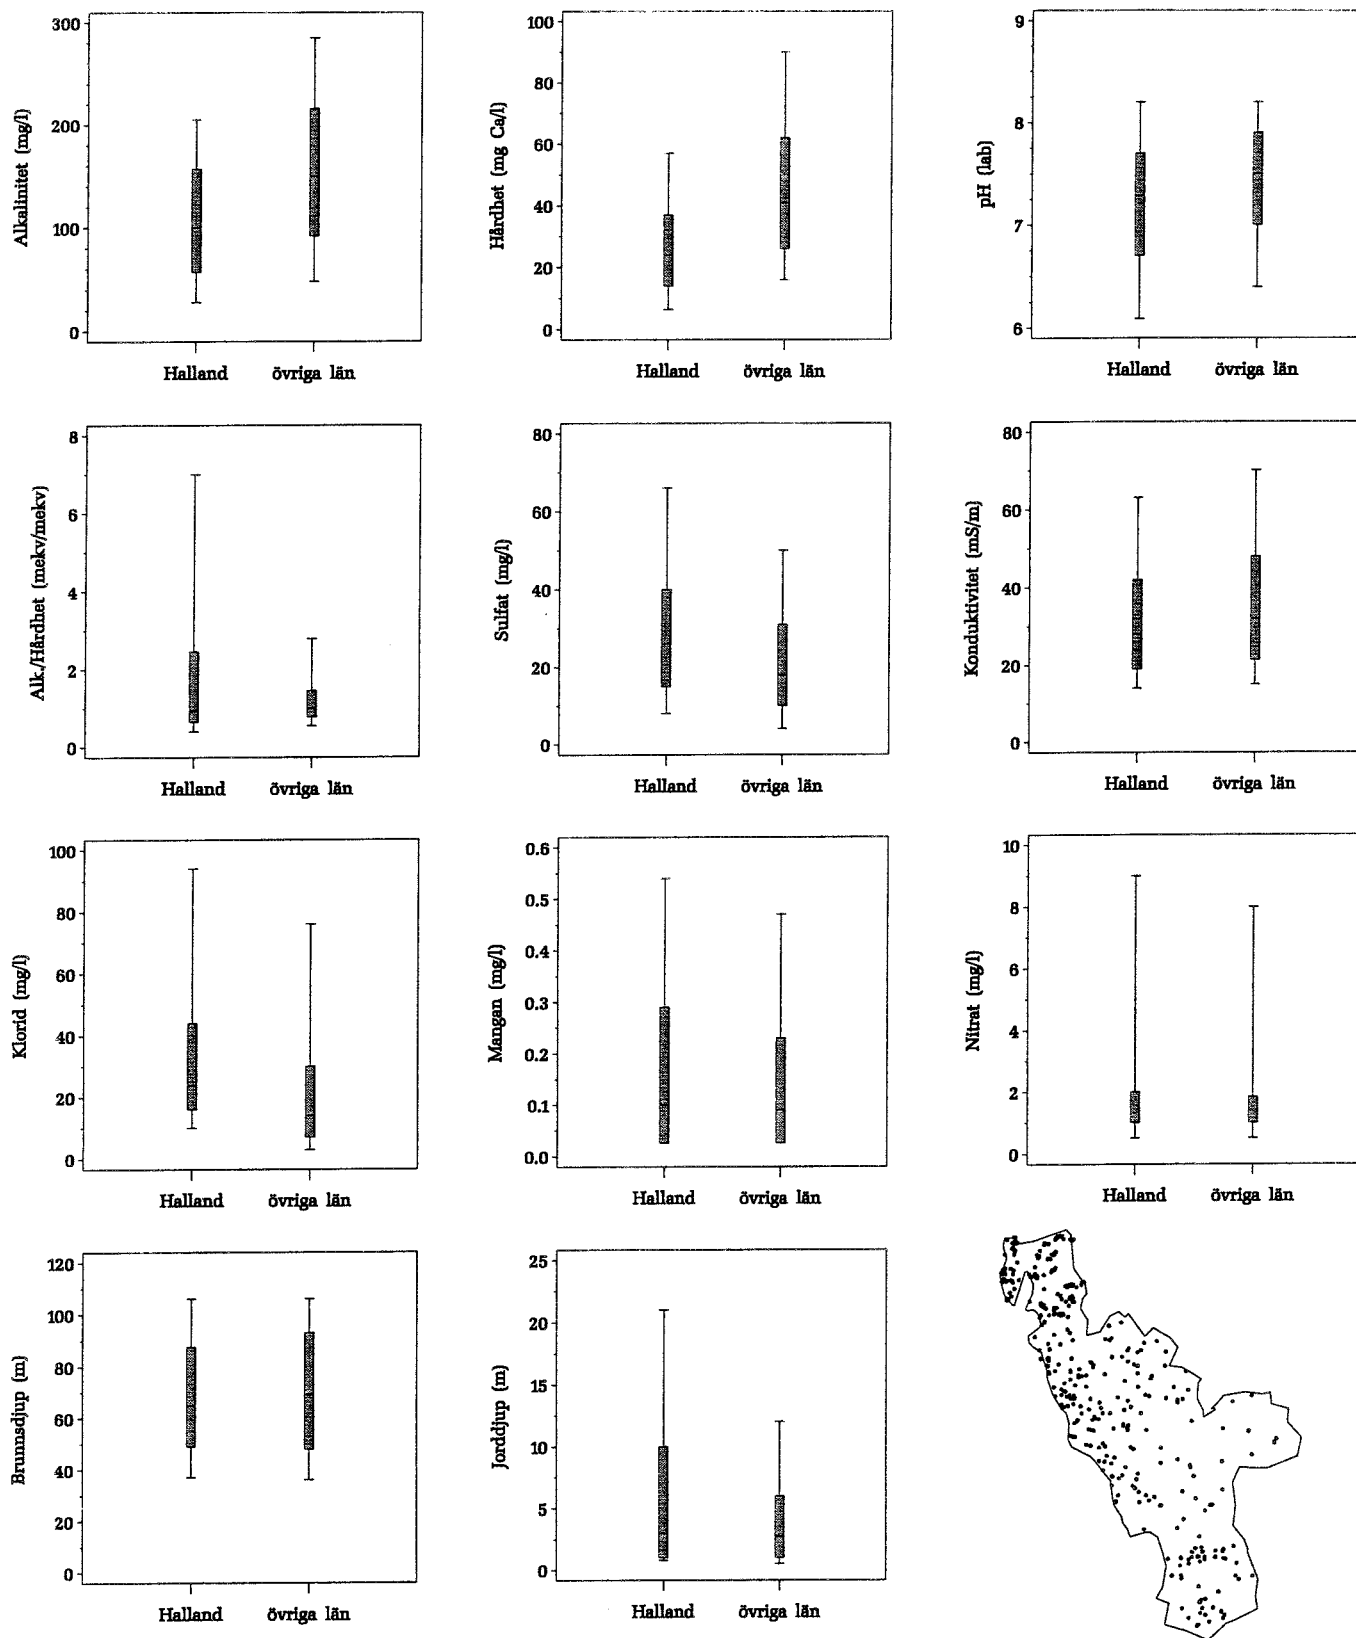 Alkalinitet (mg/l)
300
200
100
0
Halland övriga län
Hårdhet (mg Ca/l)
100
80
60
40
20
0
Halland övriga län
pH (lab)
9
8
7
6
Halland övriga län
Alk./Hårdhet (mekv/mekv)
8
6
4
2
0
Halland övriga län
Sulfat (mg/l)
80
60
40
20
0
Halland övriga län
Konduktivitet (mS/m)
80
60
40
20
0
Halland övriga län
Klorid (mg/l)
100
80
60
40
20
0
Halland övriga län
Mangan (mg/l)
0.6
0.5
0.4
0.3
0.2
0.1
0.0
Halland övriga län
Nitrat (mg/l)
10
8
6
4
2
0
Halland övriga län
Brunnsdjup (m)
120
100
80
60
40
20
0
Halland övriga län
Jorddjup (m)
25
20
15
10
5
0
Halland övriga län